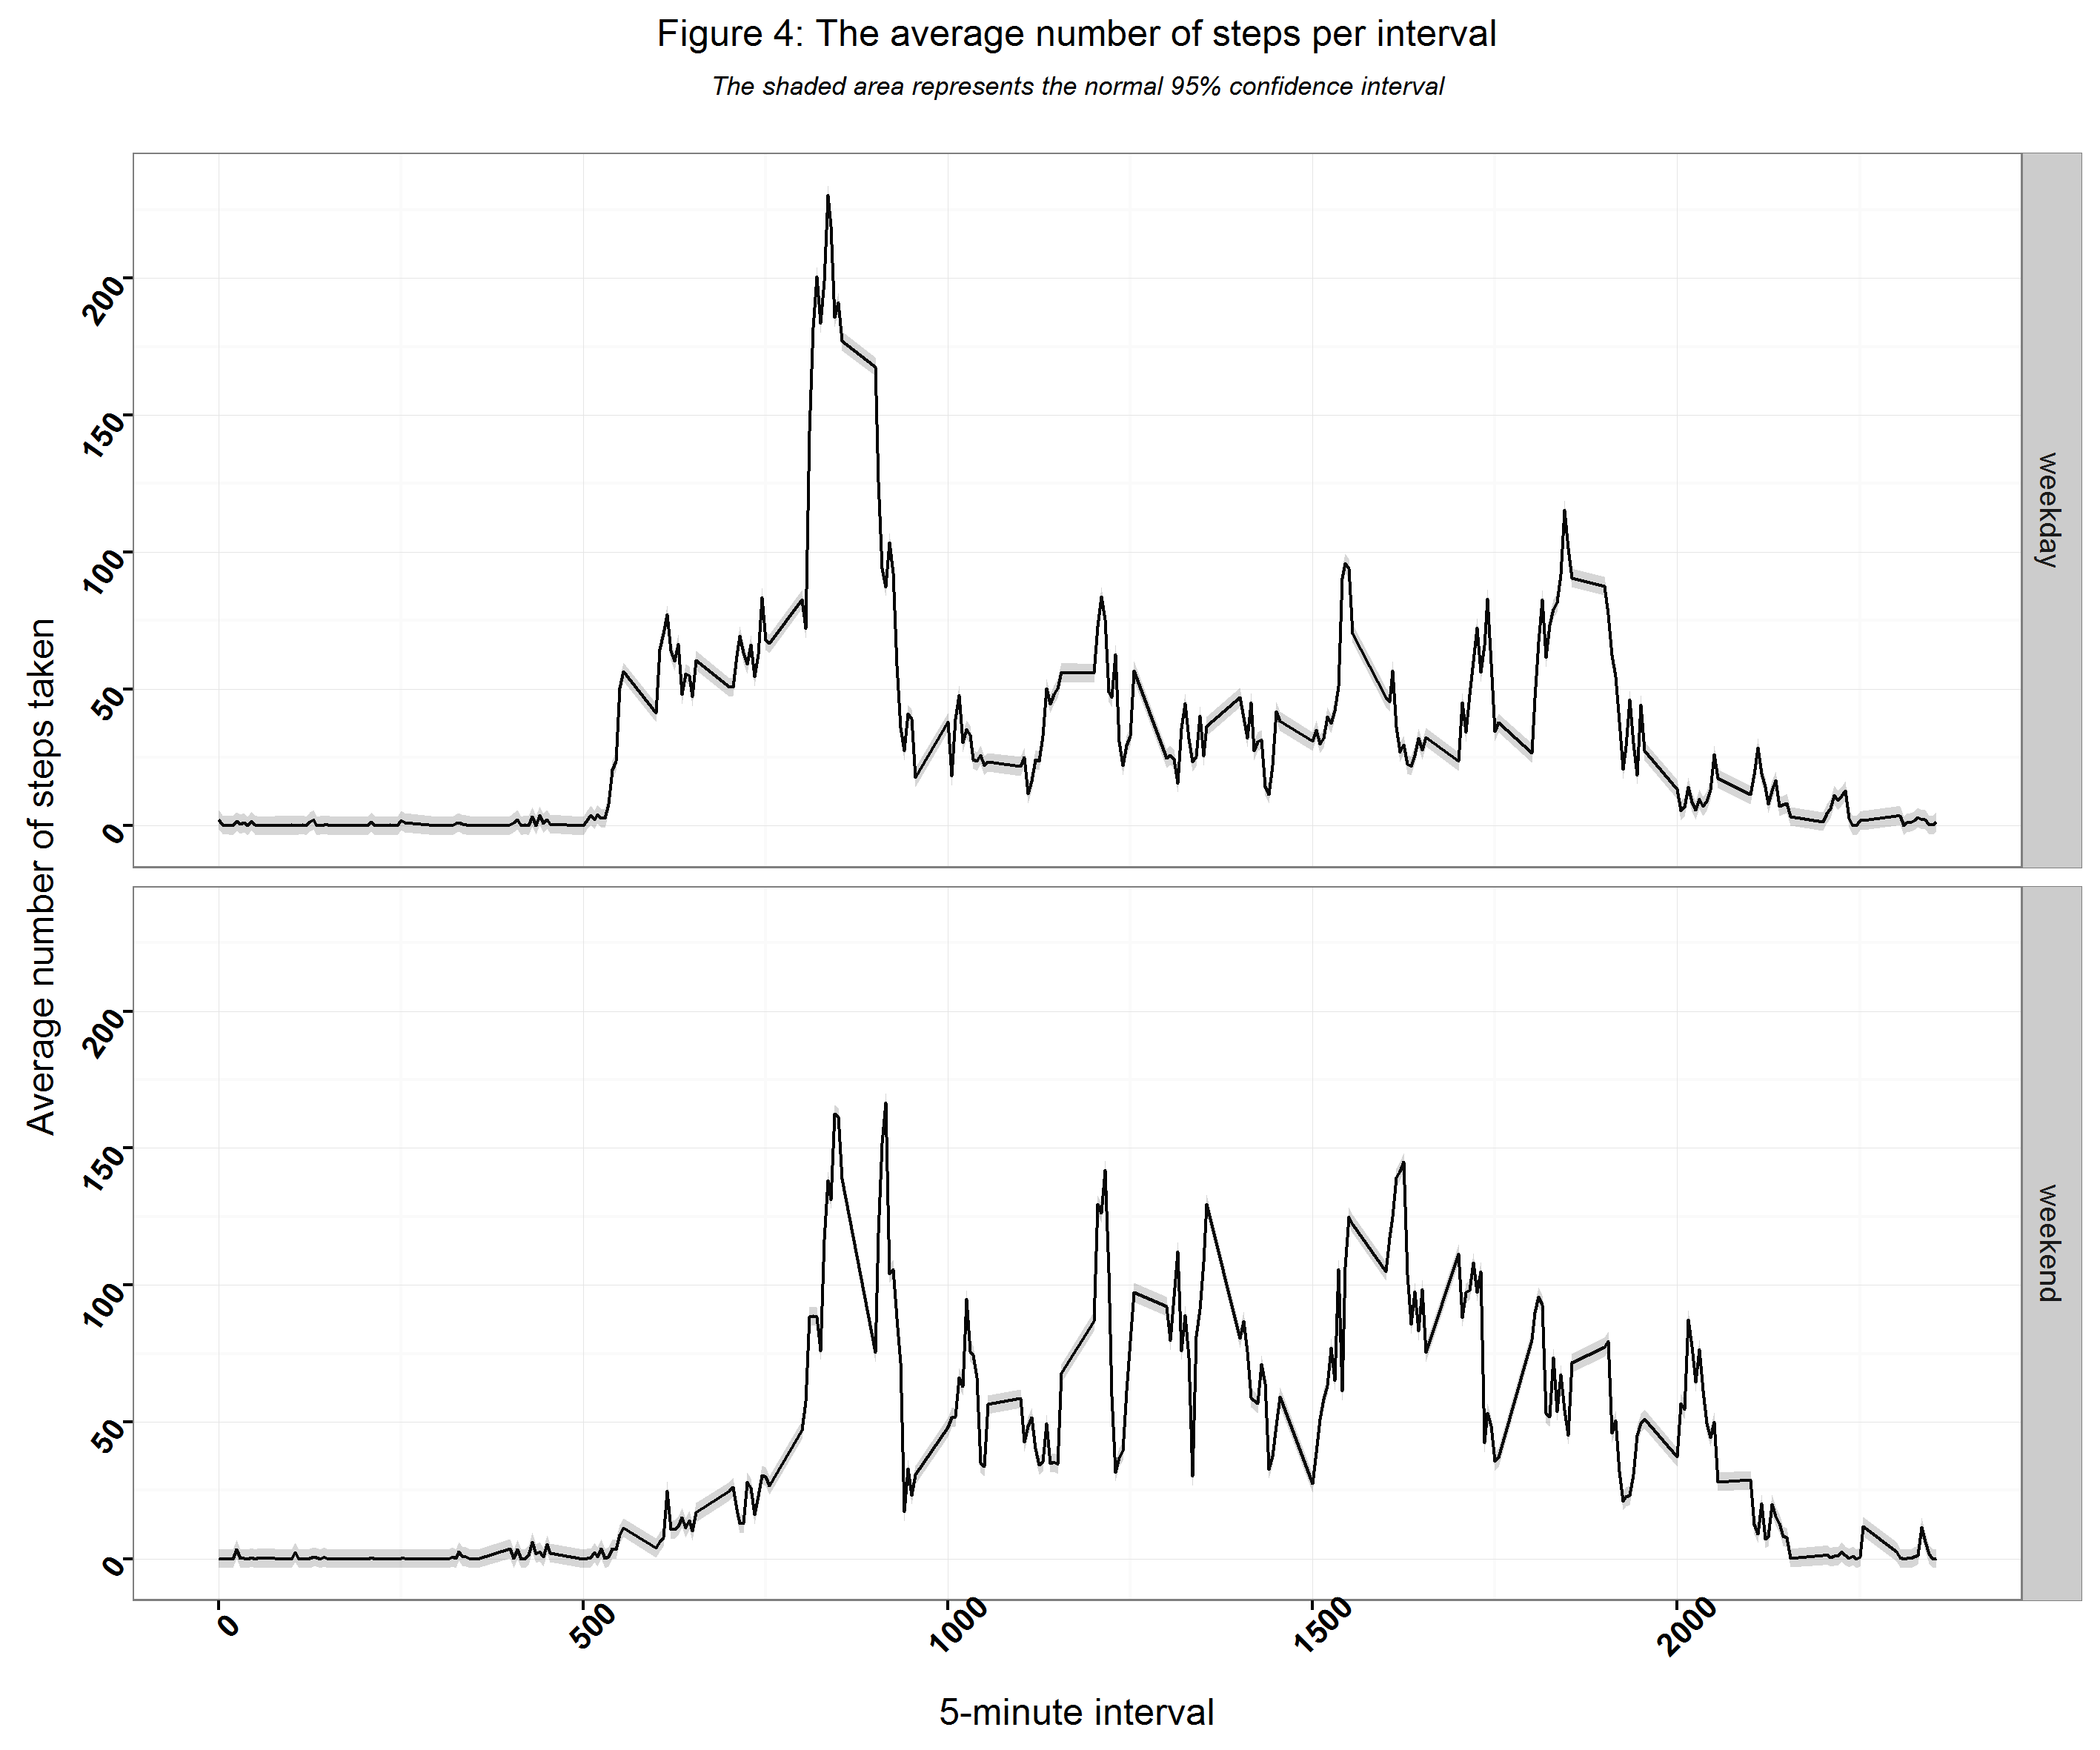 Figure 4: The average number of steps per interval
The shaded area represents the normal 95% confidence interval
Average number of steps taken
200
150
100
50
0
weekday
200
150
100
50
0
weekend
0
500
1000
1500
2000
5-minute interval